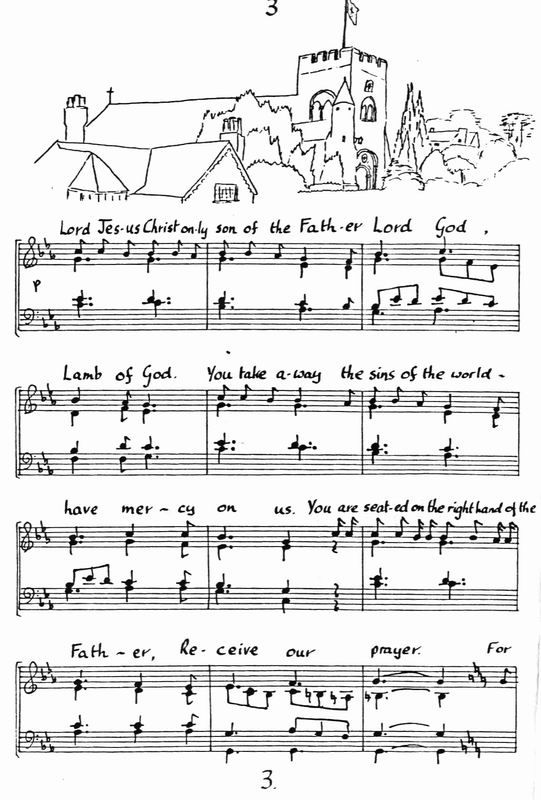 3
Lord Jes-us Christ on-ly son of the Fath-er Lord God ,
p
Lamb of God. You take a-way the sins of the world -
have mer - cy on us. You are seat-ed on the right hand of the
Fath - er, Re - ceive our prayer. For
3.